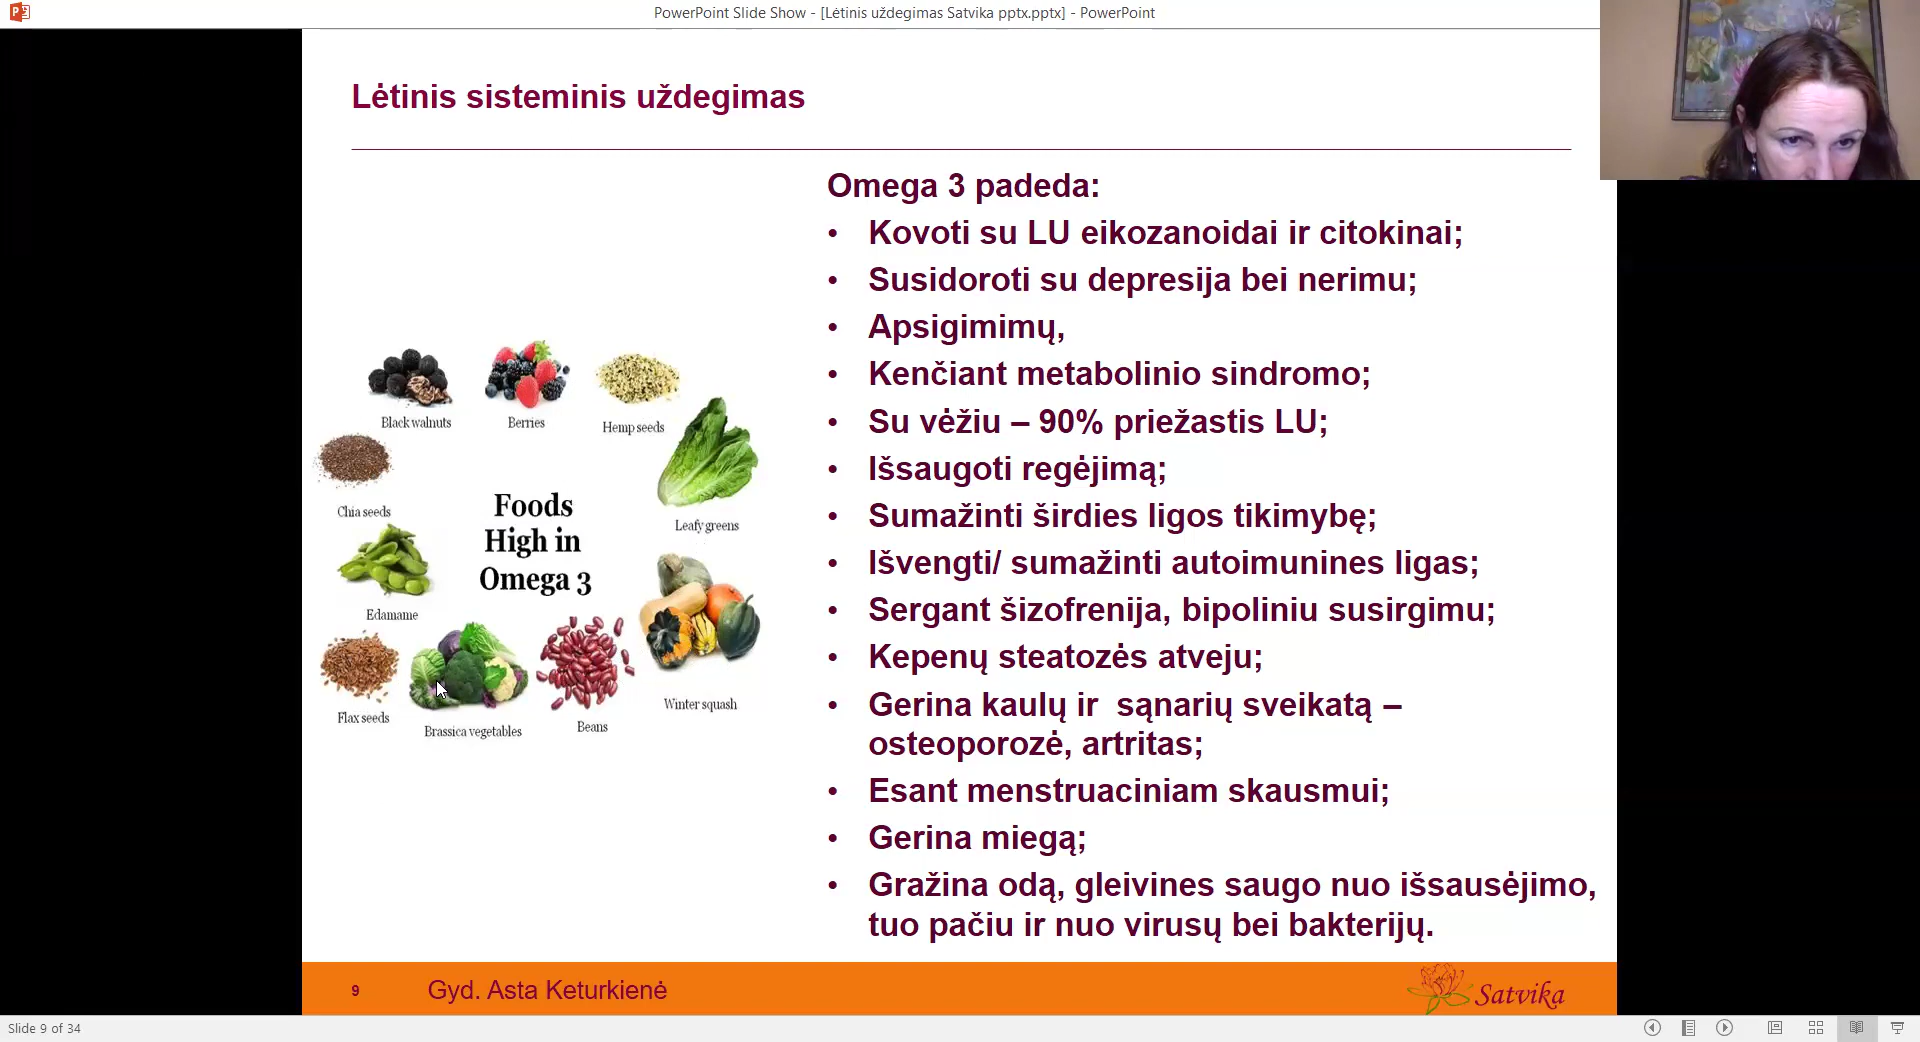 PowerPoint Slide Show - [Lėtinis uždegimas Satvika pptx.pptx] - PowerPoint
Lėtinis sisteminis uždegimas
Omega 3 padeda:
• Kovoti su LU eikozanoidai ir citokinai;
• Susidoroti su depresija bei nerimu;
• Apsigimimų,
• Kenčiant metabolinio sindromo;
• Su vėžiu – 90% priežastis LU;
• Išsaugoti regėjimą;
• Sumažinti širdies ligos tikimybę;
• Išvengti/ sumažinti autoimunines ligas;
• Sergant šizofrenija, bipoliniu susirgimu;
• Kepenų steatozės atveju;
• Gerina kaulų ir  sąnarių sveikatą –
osteoporozė, artritas;
• Esant menstruaciniam skausmui;
• Gerina miegą;
• Gražina odą, gleivines saugo nuo išsausėjimo,
tuo pačiu ir nuo virusų bei bakterijų.
Black walnuts
Berries
Hemp seeds
Chia seeds
Leafy greens
Foods
High in
Omega 3
Edamame
Flax seeds
Brassica vegetables
Beans
Winter squash
9
Gyd. Asta Keturkienė
Satvika
Slide 9 of 34